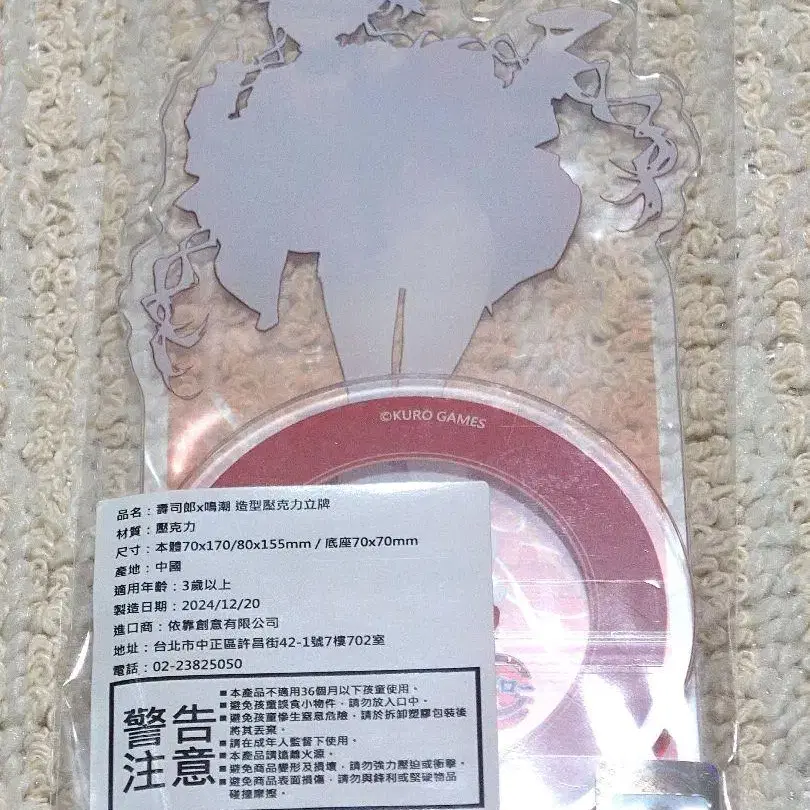 ©KURO GAMES
品名：壽司郎x鳴潮 造型壓克力立牌
材質：壓克力
尺寸：本體70x170/80x155mm / 底座70x70mm
產地：中國
適用年齡：3歲以上
製造日期：2024/12/20
進口商：依靠創意有限公司
地址：台北市中正區許昌街42-1號7樓702室
電話：02-23825050
警告
注意
■本產品不適用36個月以下孩童使用。
■避免孩童誤食小物件，請勿放入口中。
■避免孩童慘生窒息危險，請於拆卸塑膠包裝後
將其丟棄。
■請在成年人監督下使用。
■本產品請遠離火源。
■避免商品變形及損壞，請勿強力壓迫或衝擊。
■避免商品表面損傷，請勿與鋒利或堅硬物品
碰撞摩擦。
ロー